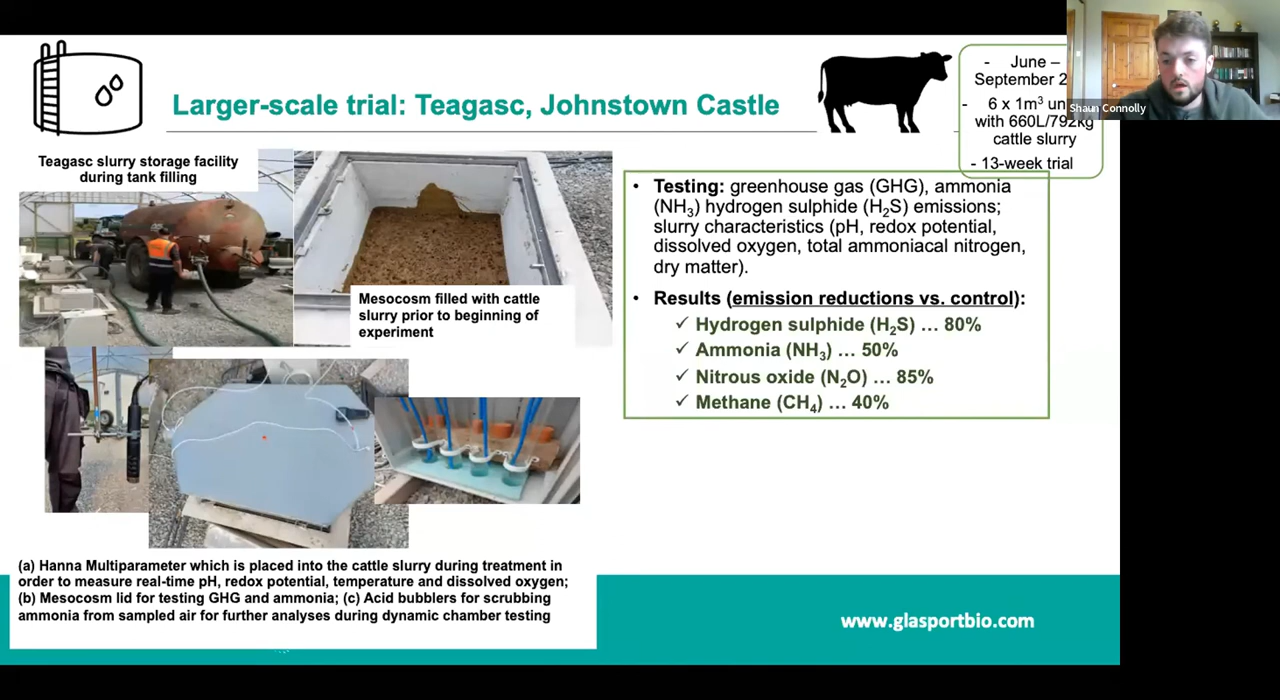 Larger-scale trial: Teagasc, Johnstown Castle
- June –
September 2
- 6 x 1m³ un
with 660L/792kg
cattle slurry
- 13-week trial
Shaun Connolly
Teagasc slurry storage facility
during tank filling
Mesocosm filled with cattle
slurry prior to beginning of
experiment
• Testing: greenhouse gas (GHG), ammonia
(NH₃) hydrogen sulphide (H₂S) emissions;
slurry characteristics (pH, redox potential,
dissolved oxygen, total ammoniacal nitrogen,
dry matter).
• Results (emission reductions vs. control):
✓ Hydrogen sulphide (H₂S) … 80%
✓ Ammonia (NH₃) … 50%
✓ Nitrous oxide (N₂O) … 85%
✓ Methane (CH₄) … 40%
(a) Hanna Multiparameter which is placed into the cattle slurry during treatment in
order to measure real-time pH, redox potential, temperature and dissolved oxygen;
(b) Mesocosm lid for testing GHG and ammonia; (c) Acid bubblers for scrubbing
ammonia from sampled air for further analyses during dynamic chamber testing
www.glasportbio.com